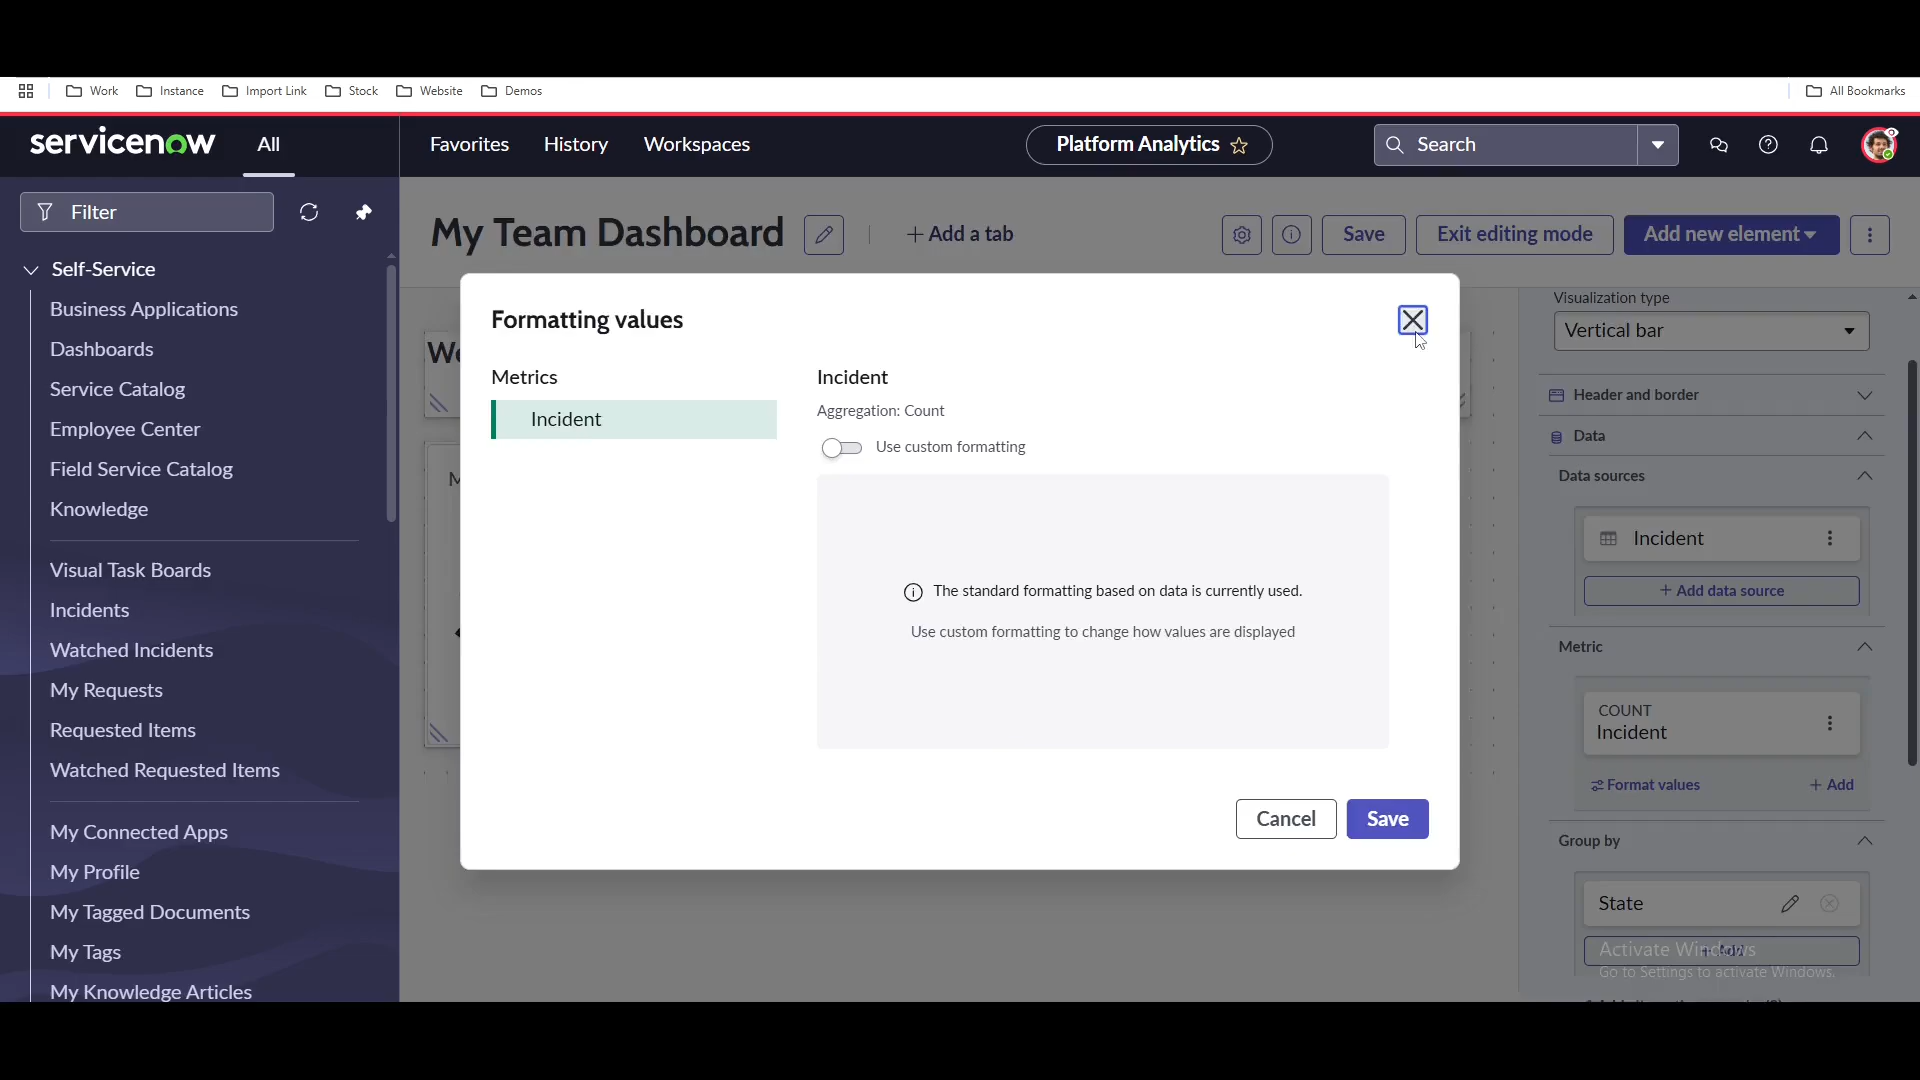 Work
Instance
Import Link
Stock
Website
Demos
All Bookmarks
servicenow
All
Favorites
History
Workspaces
Platform Analytics
Search
Filter
My Team Dashboard
+ Add a tab
Save
Exit editing mode
Add new element
Self-Service
Business Applications
Dashboards
Service Catalog
Employee Center
Field Service Catalog
Knowledge
Visual Task Boards
Incidents
Watched Incidents
My Requests
Requested Items
Watched Requested Items
My Connected Apps
My Profile
My Tagged Documents
My Tags
My Knowledge Articles
Formatting values
Metrics
Incident
Incident
Aggregation: Count
Use custom formatting
The standard formatting based on data is currently used.
Use custom formatting to change how values are displayed
Cancel
Save
Visualization type
Vertical bar
Header and border
Data
Data sources
Incident
+ Add data source
Metric
COUNT
Incident
Format values
+ Add
Group by
State
Activate Windows
Go to Settings to activate Windows.